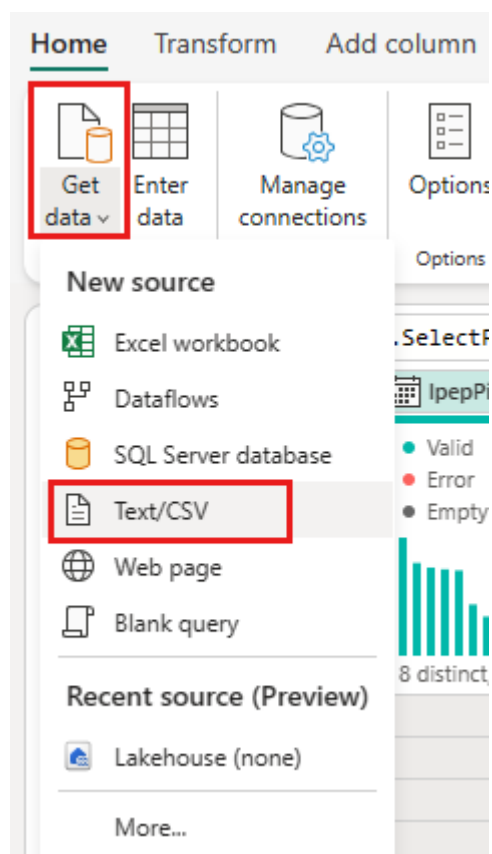 Home Transform Add column
Get data
Enter data
Manage connections
Options
Options
New source
Excel workbook
Dataflows
SQL Server database
Text/CSV
Web page
Blank query
Recent source (Preview)
Lakehouse (none)
More...
.SelectR
lpepPi
Valid
Error
Empty
8 distinct,